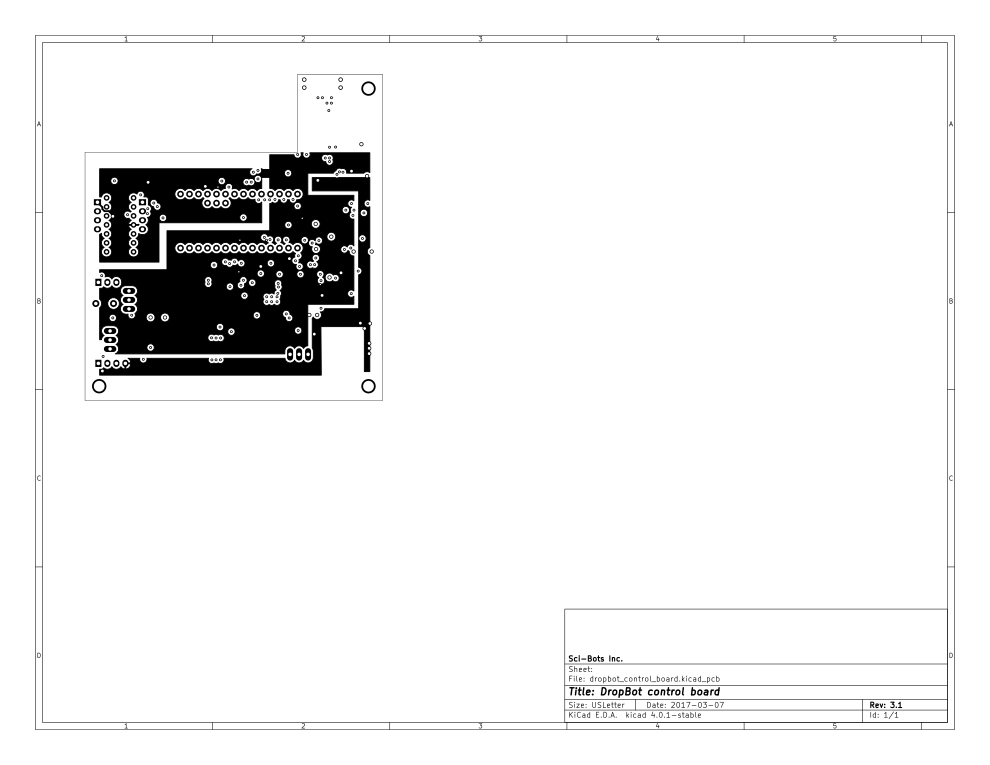 1 2 3 4 5
A A
B B
C C
D D
Sci-Bots Inc.
Sheet:
File: dropbot_control_board.kicad_pcb
Title: DropBot control board
Size: USLetter Date: 2017-03-07 Rev: 3.1
KiCad E.D.A. kicad 4.0.1-stable Id: 1/1
1 2 3 4 5